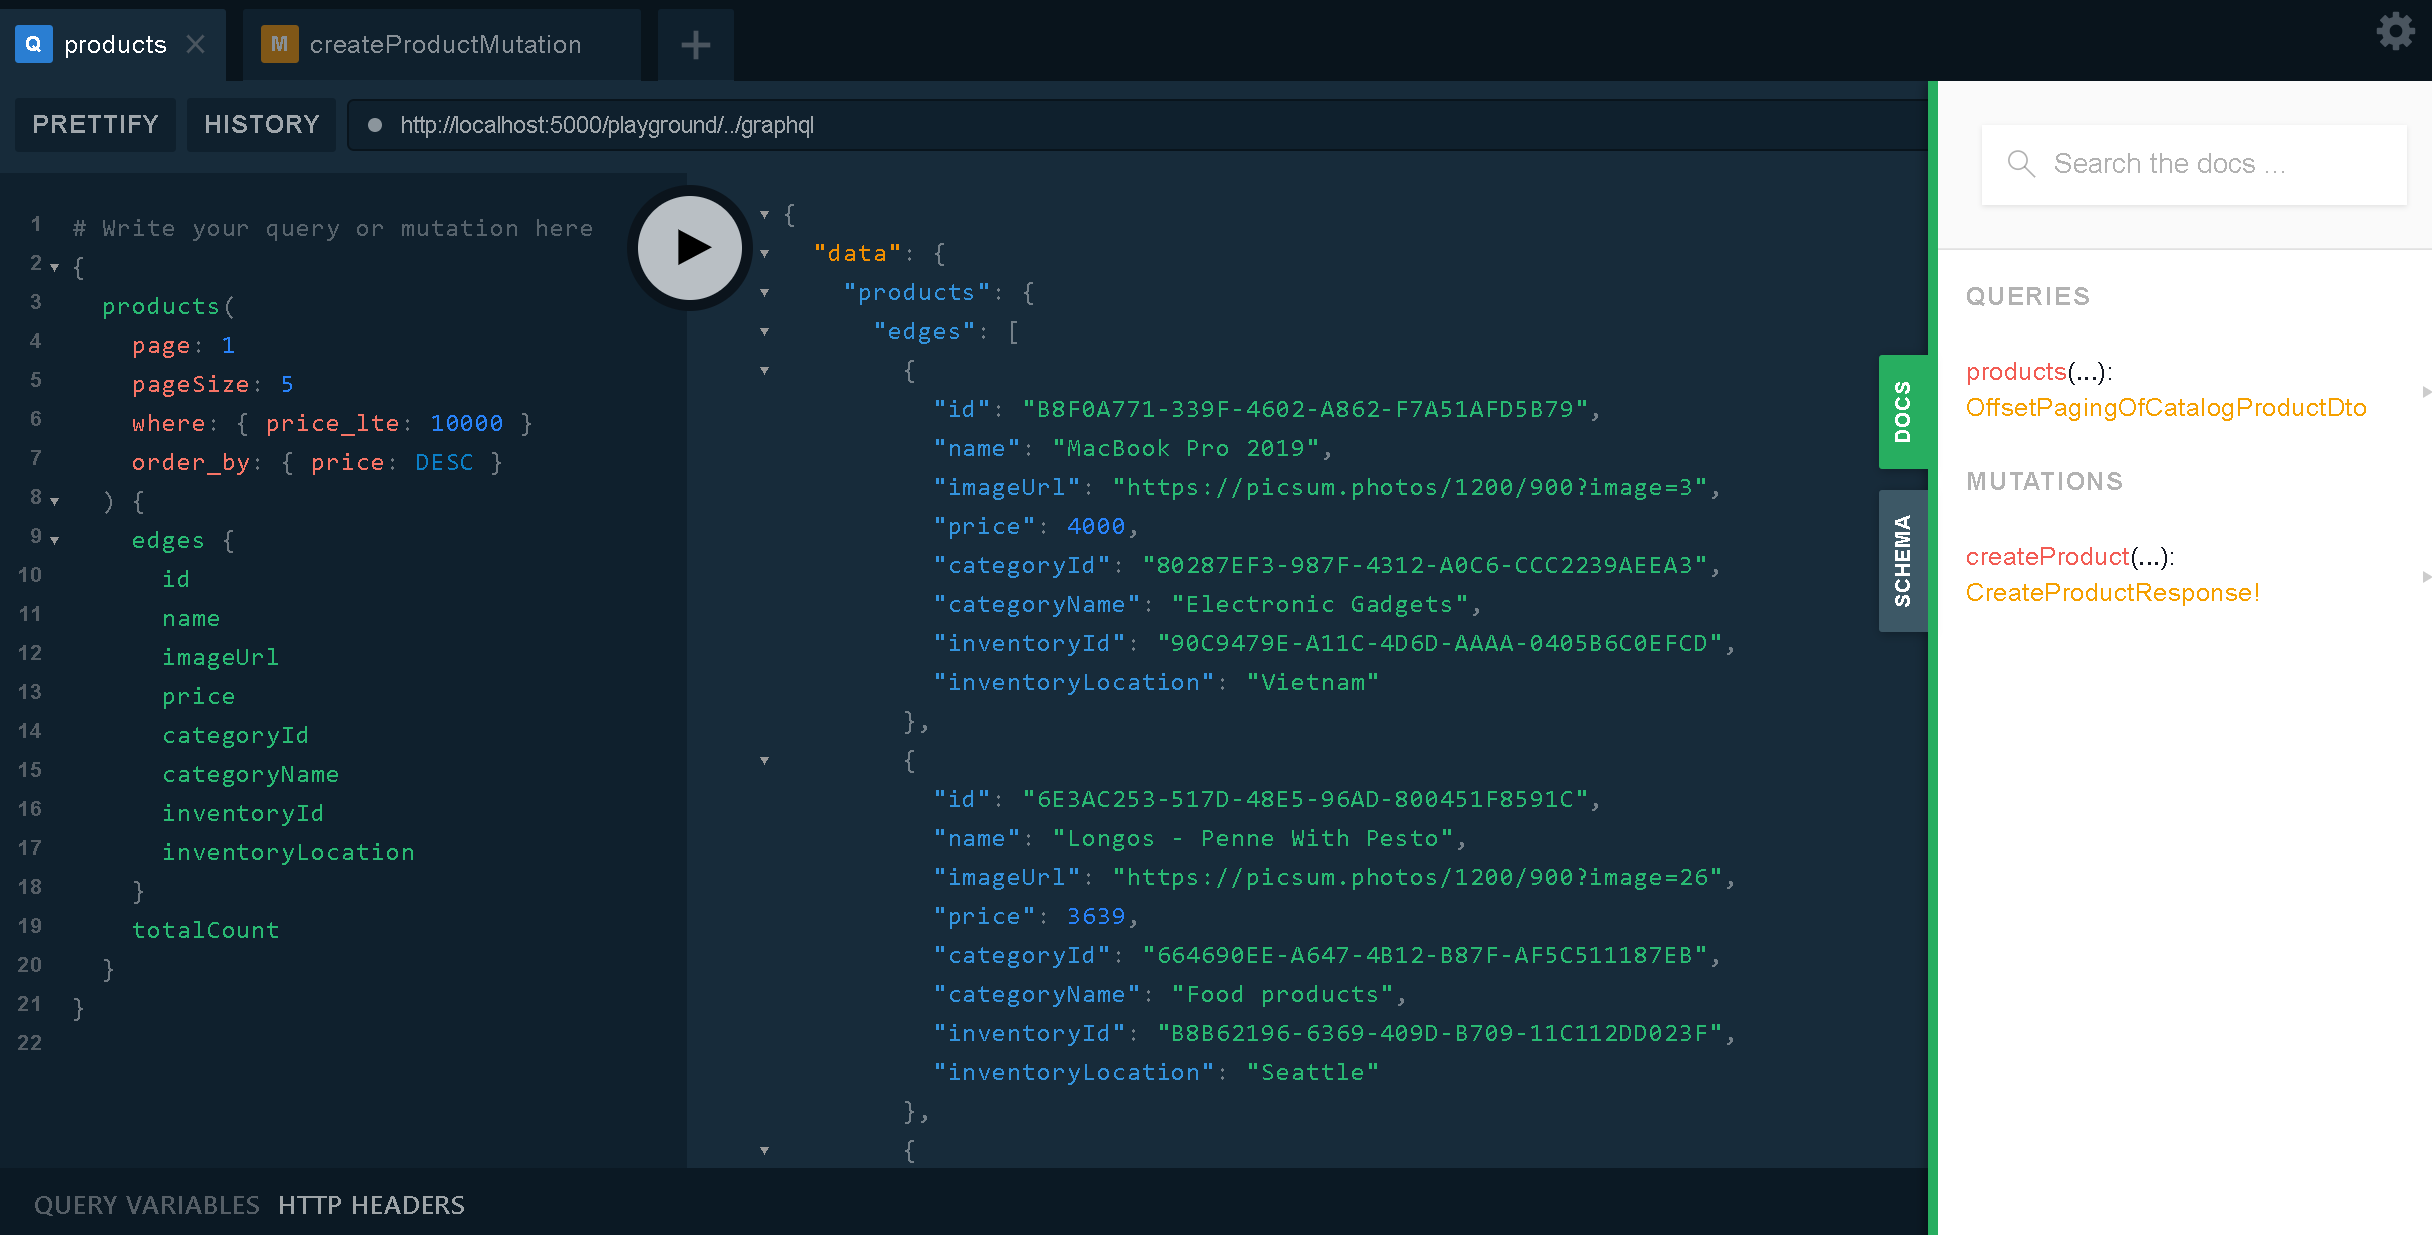 Q products
M createProductMutation
PRETTIFY HISTORY http://localhost:5000/playground/../graphql
1 # Write your query or mutation here
2 {
3 products(
4 page: 1
5 pageSize: 5
6 where: { price_lte: 10000 }
7 order_by: { price: DESC }
8 ) {
9 edges {
10 id
11 name
12 imageUrl
13 price
14 categoryId
15 categoryName
16 inventoryId
17 inventoryLocation
18 }
19 totalCount
20 }
21 }
22
{
"data": {
"products": {
"edges": [
{
"id": "B8F0A771-339F-4602-A862-F7A51AFD5B79",
"name": "MacBook Pro 2019",
"imageUrl": "https://picsum.photos/1200/900?image=3",
"price": 4000,
"categoryId": "80287EF3-987F-4312-A0C6-CCC2239AEEA3",
"categoryName": "Electronic Gadgets",
"inventoryId": "90C9479E-A11C-4D6D-AAAA-0405B6C0EFCD",
"inventoryLocation": "Vietnam"
},
{
"id": "6E3AC253-517D-48E5-96AD-800451F8591C",
"name": "Longos - Penne With Pesto",
"imageUrl": "https://picsum.photos/1200/900?image=26",
"price": 3639,
"categoryId": "664690EE-A647-4B12-B87F-AF5C511187EB",
"categoryName": "Food products",
"inventoryId": "B8B62196-6369-409D-B709-11C112DD023F",
"inventoryLocation": "Seattle"
},
{
DOCS
SCHEMA
Search the docs ...
QUERIES
products(...):
OffsetPagingOfCatalogProductDto
MUTATIONS
createProduct(...):
CreateProductResponse!
QUERY VARIABLES HTTP HEADERS